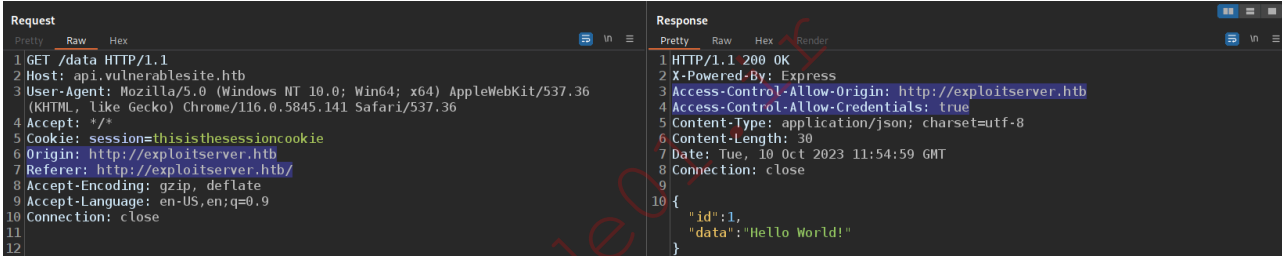 Request
Pretty Raw Hex
\n
1 GET /data HTTP/1.1
2 Host: api.vulnerablesite.htb
3 User-Agent: Mozilla/5.0 (Windows NT 10.0; Win64; x64) AppleWebKit/537.36
(KHTML, like Gecko) Chrome/116.0.5845.141 Safari/537.36
4 Accept: */*
5 Cookie: session=thisisthesessioncookie
6 Origin: http://exploitserver.htb
7 Referer: http://exploitserver.htb/
8 Accept-Encoding: gzip, deflate
9 Accept-Language: en-US,en;q=0.9
10 Connection: close
11
12
Response
Pretty Raw Hex Render
\n
1 HTTP/1.1 200 OK
2 X-Powered-By: Express
3 Access-Control-Allow-Origin: http://exploitserver.htb
4 Access-Control-Allow-Credentials: true
5 Content-Type: application/json; charset=utf-8
6 Content-Length: 30
7 Date: Tue, 10 Oct 2023 11:54:59 GMT
8 Connection: close
9
10 {
"id":1,
"data":"Hello World!"
}